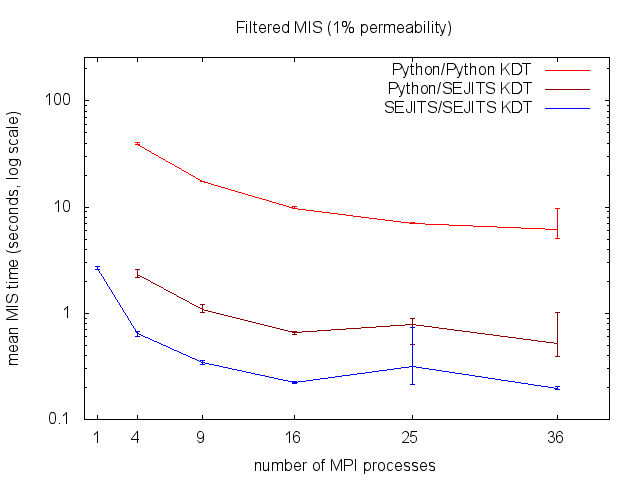 Filtered MIS (1% permeability)
Python/Python KDT
Python/SEJITS KDT
SEJITS/SEJITS KDT
mean MIS time (seconds, log scale)
100
10
1
0.1
1 4 9 16 25 36
number of MPI processes